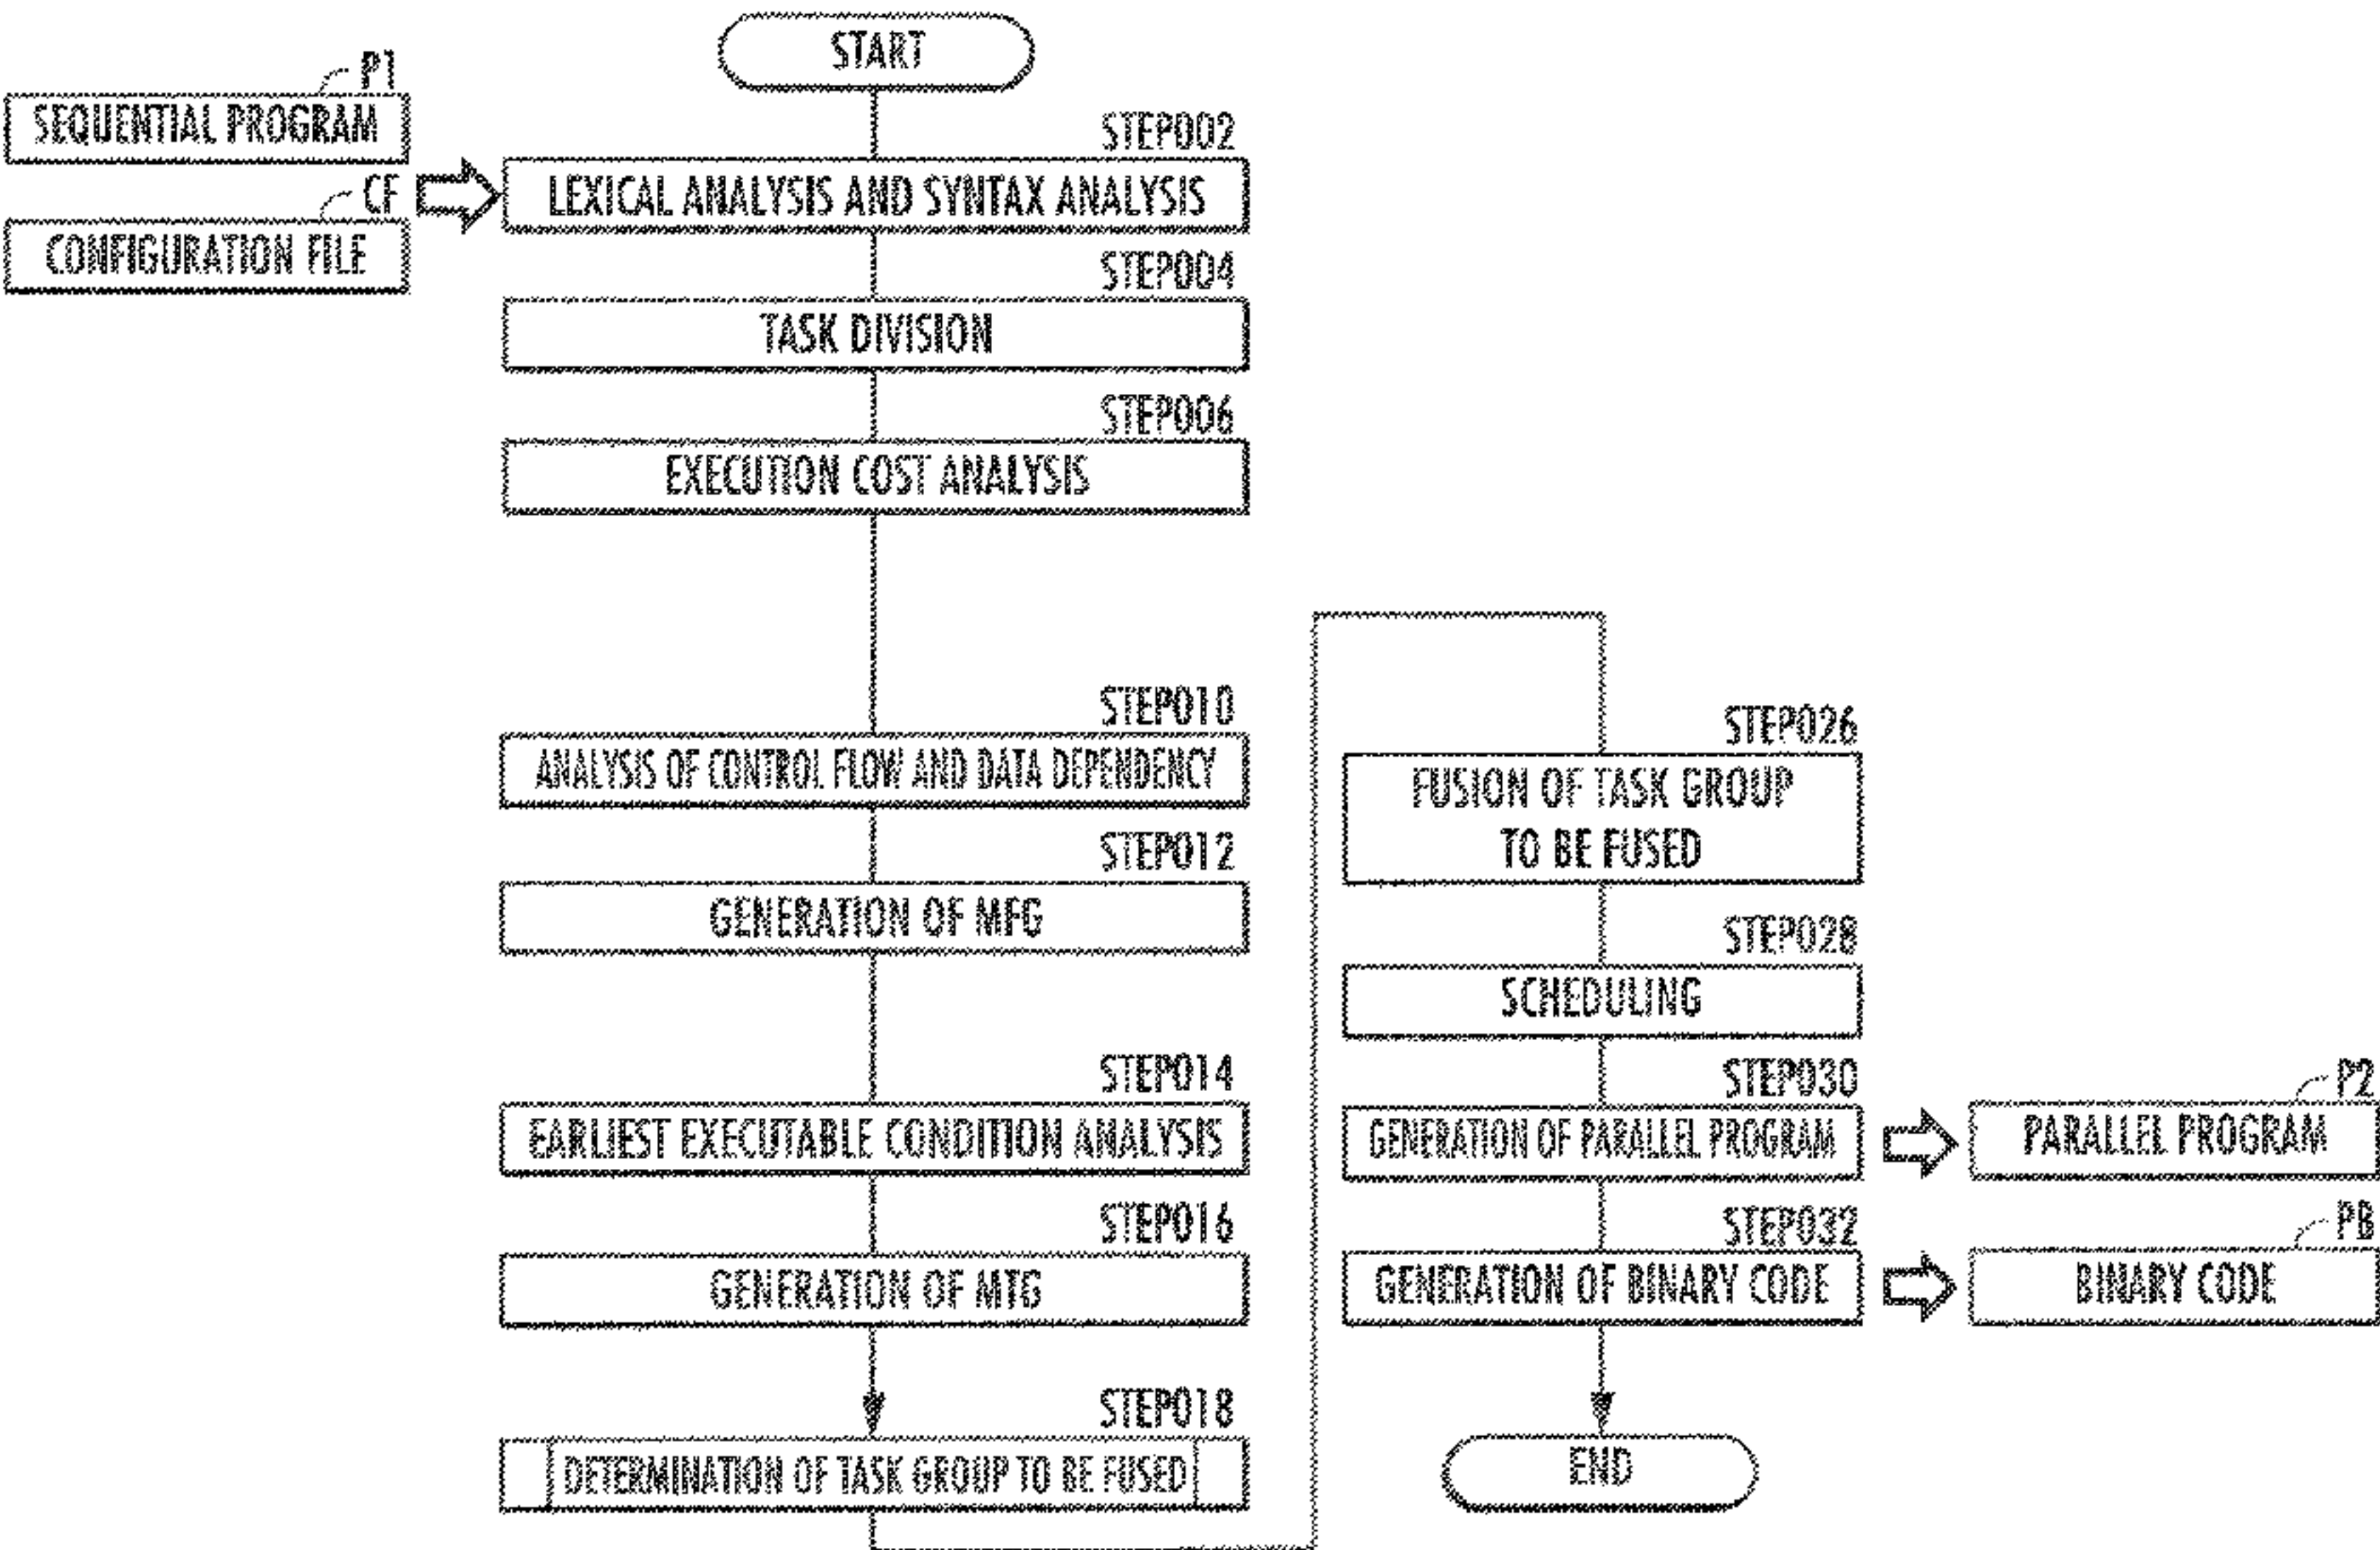 START
P1
SEQUENTIAL PROGRAM
CF
CONFIGURATION FILE
STEP002
LEXICAL ANALYSIS AND SYNTAX ANALYSIS
STEP004
TASK DIVISION
STEP006
EXECUTION COST ANALYSIS
STEP010
ANALYSIS OF CONTROL FLOW AND DATA DEPENDENCY
STEP012
GENERATION OF MFG
STEP014
EARLIEST EXECUTABLE CONDITION ANALYSIS
STEP016
GENERATION OF MTG
STEP018
DETERMINATION OF TASK GROUP TO BE FUSED
STEP026
FUSION OF TASK GROUP
TO BE FUSED
STEP028
SCHEDULING
STEP030
GENERATION OF PARALLEL PROGRAM
P2
PARALLEL PROGRAM
STEP032
GENERATION OF BINARY CODE
PB
BINARY CODE
END